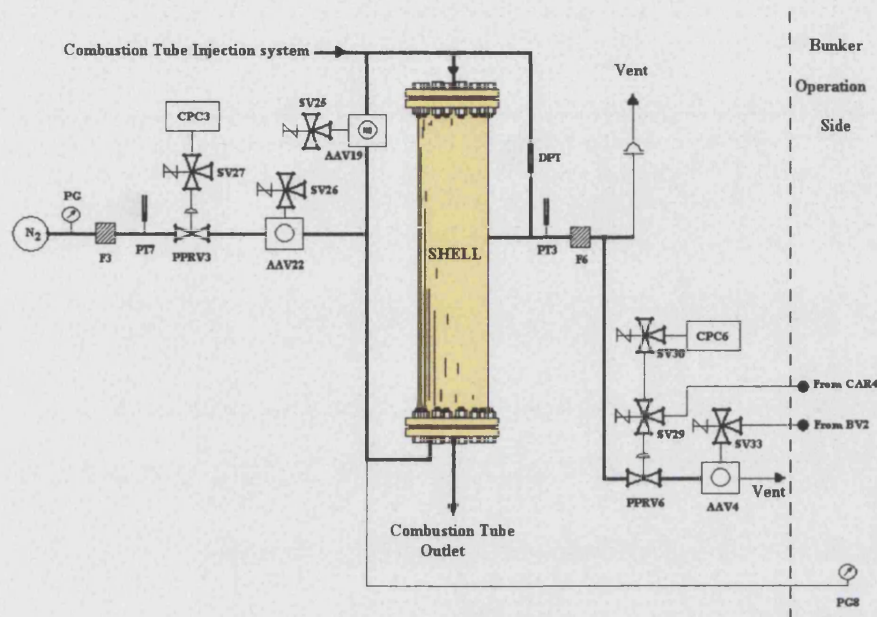 Combustion Tube Injection system
Bunker
Operation
Side
Vent
CPC3
SV25
AAV19
SV27
SV26
DPT
PG
N2
F3
PT7
PPRV3
AAV22
SHELL
PT3
F6
SV30
CPC6
From CAR4
SV29
From BV2
SV33
PPRV6
AAV4
Vent
Combustion Tube
Outlet
PG8